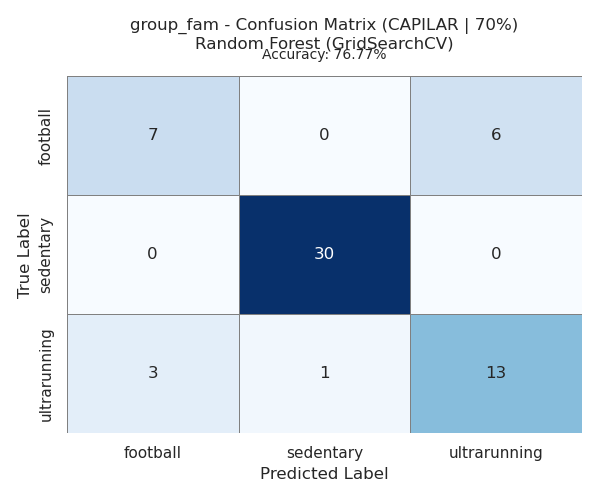 group_fam - Confusion Matrix (CAPILAR | 70%)
Random Forest (GridSearchCV)
Accuracy: 76.77%
True Label
football
7 0 6
sedentary
0 30 0
ultrarunning
3 1 13
football sedentary ultrarunning
Predicted Label